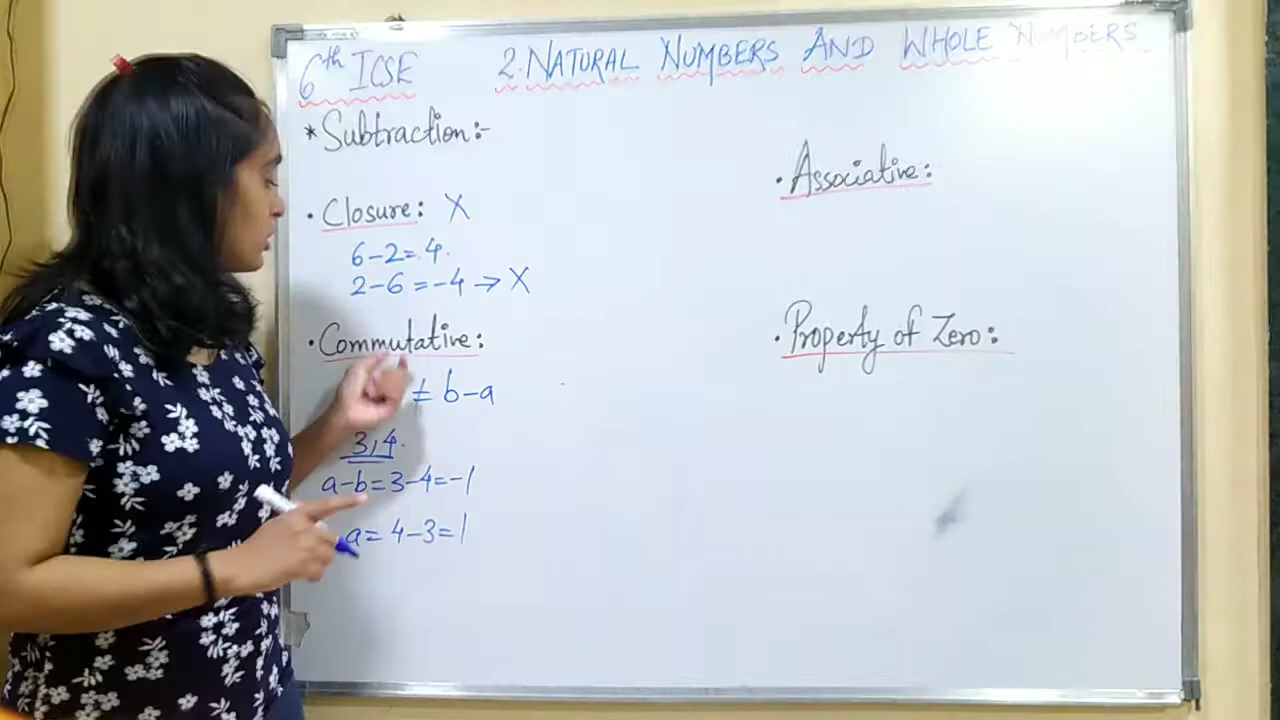 6th ICSE 2. NATURAL NUMBERS AND WHOLE NUMBERS
* Subtraction:-
• Closure: X
6-2=4.
2-6=-4 → X
• Commutative:
≠ b-a
3,4.
a-b=3-4=-1
a=4-3=1
• Associative:
• Property of Zero: